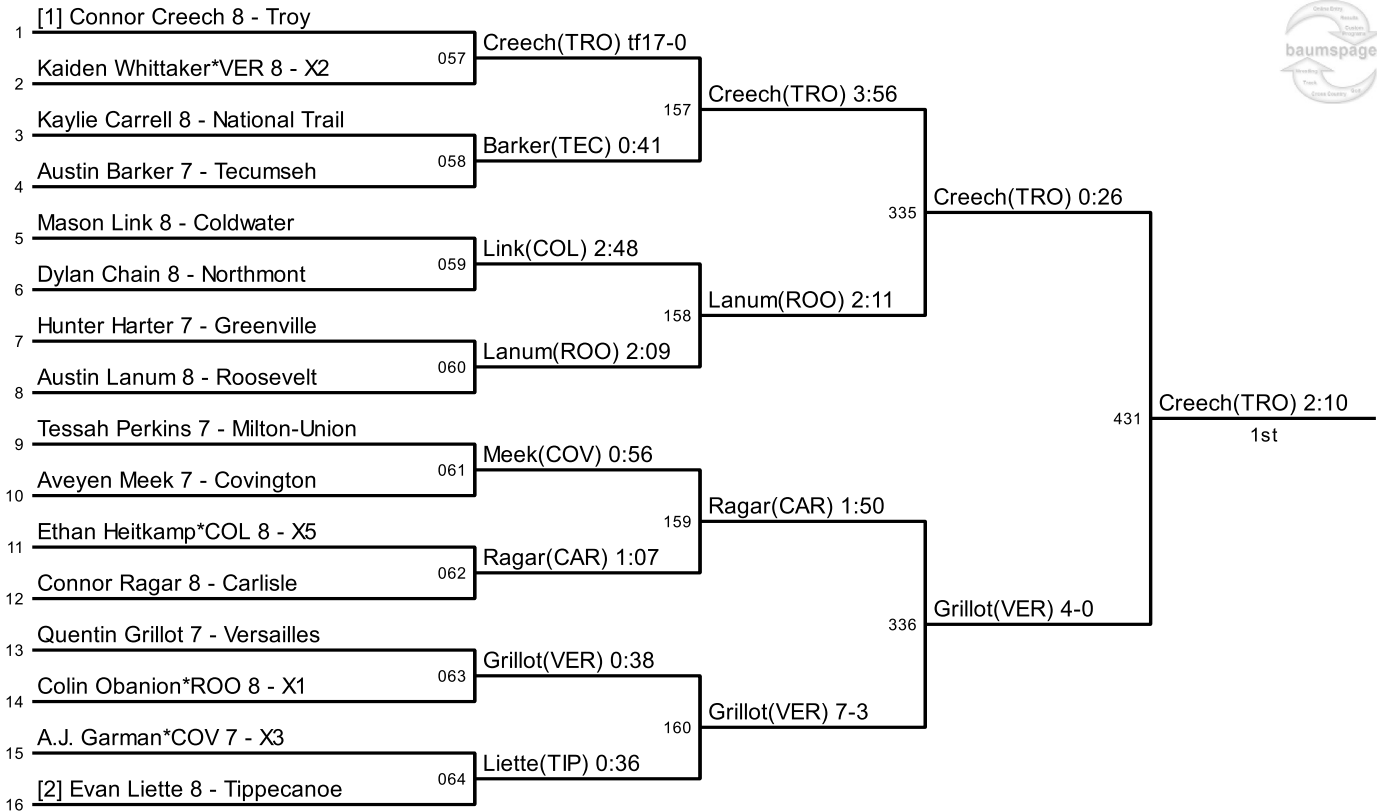 [1] Connor Creech 8 - Troy
1
Creech(TRO) tf17-0
057
Kaiden Whittaker*VER 8 - X2
2
baumspage
Creech(TRO) 3:56
157
Kaylie Carrell 8 - National Trail
3
Barker(TEC) 0:41
058
Austin Barker 7 - Tecumseh
4
Creech(TRO) 0:26
335
Mason Link 8 - Coldwater
5
Link(COL) 2:48
059
Dylan Chain 8 - Northmont
6
Lanum(ROO) 2:11
158
Hunter Harter 7 - Greenville
7
Lanum(ROO) 2:09
060
Austin Lanum 8 - Roosevelt
8
Creech(TRO) 2:10
431
1st
Tessah Perkins 7 - Milton-Union
9
Meek(COV) 0:56
061
Aveyen Meek 7 - Covington
10
Ragar(CAR) 1:50
159
Ethan Heitkamp*COL 8 - X5
11
Ragar(CAR) 1:07
062
Connor Ragar 8 - Carlisle
12
Grillot(VER) 4-0
336
Quentin Grillot 7 - Versailles
13
Grillot(VER) 0:38
063
Colin Obanion*ROO 8 - X1
14
Grillot(VER) 7-3
160
A.J. Garman*COV 7 - X3
15
Liette(TIP) 0:36
064
[2] Evan Liette 8 - Tippecanoe
16